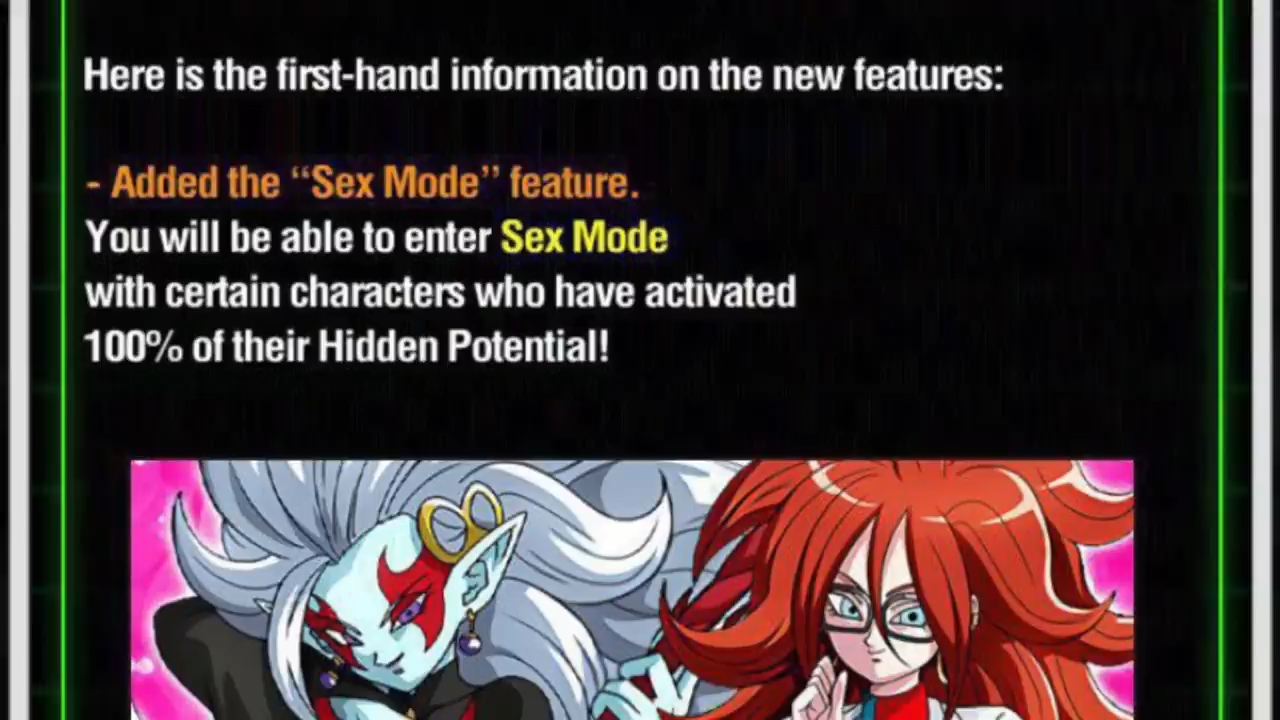 Here is the first-hand information on the new features:
- Added the “Sex Mode” feature.
You will be able to enter Sex Mode
with certain characters who have activated
100% of their Hidden Potential!